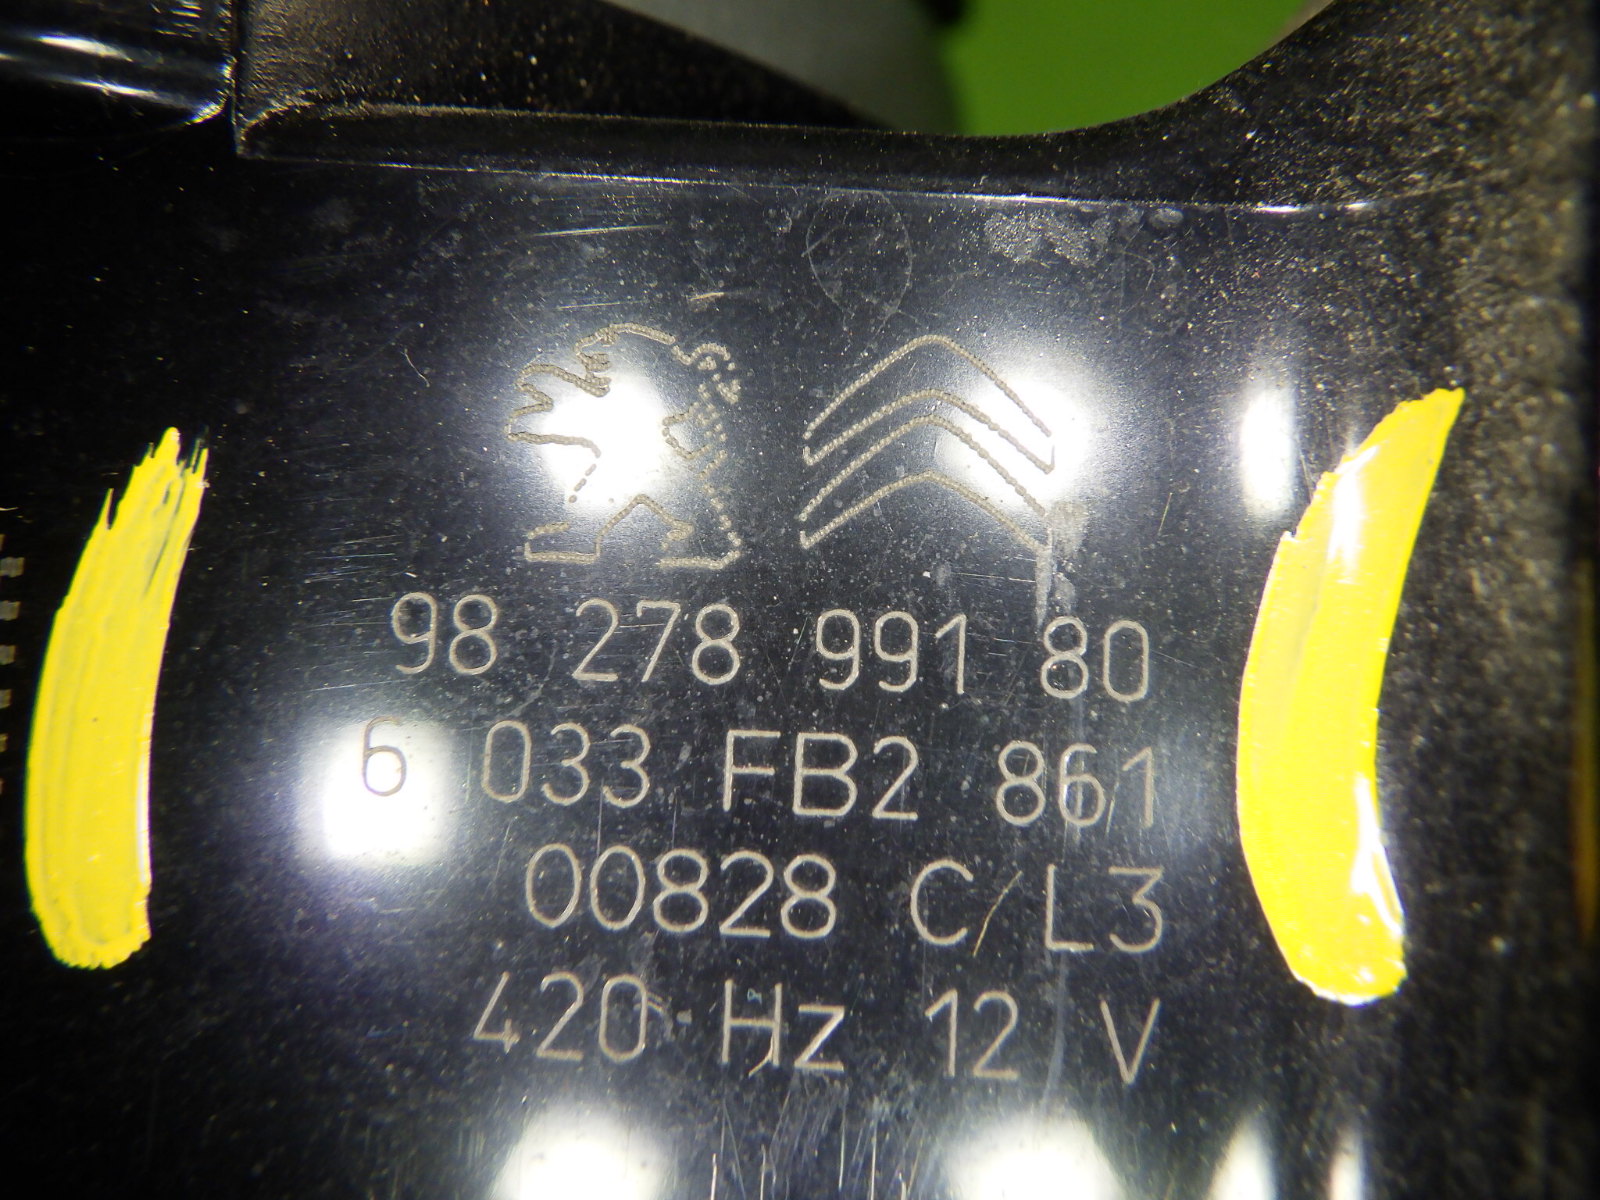 98 278 991 80
6 033 FB2 861
00828 C/L3
420 Hz 12 V